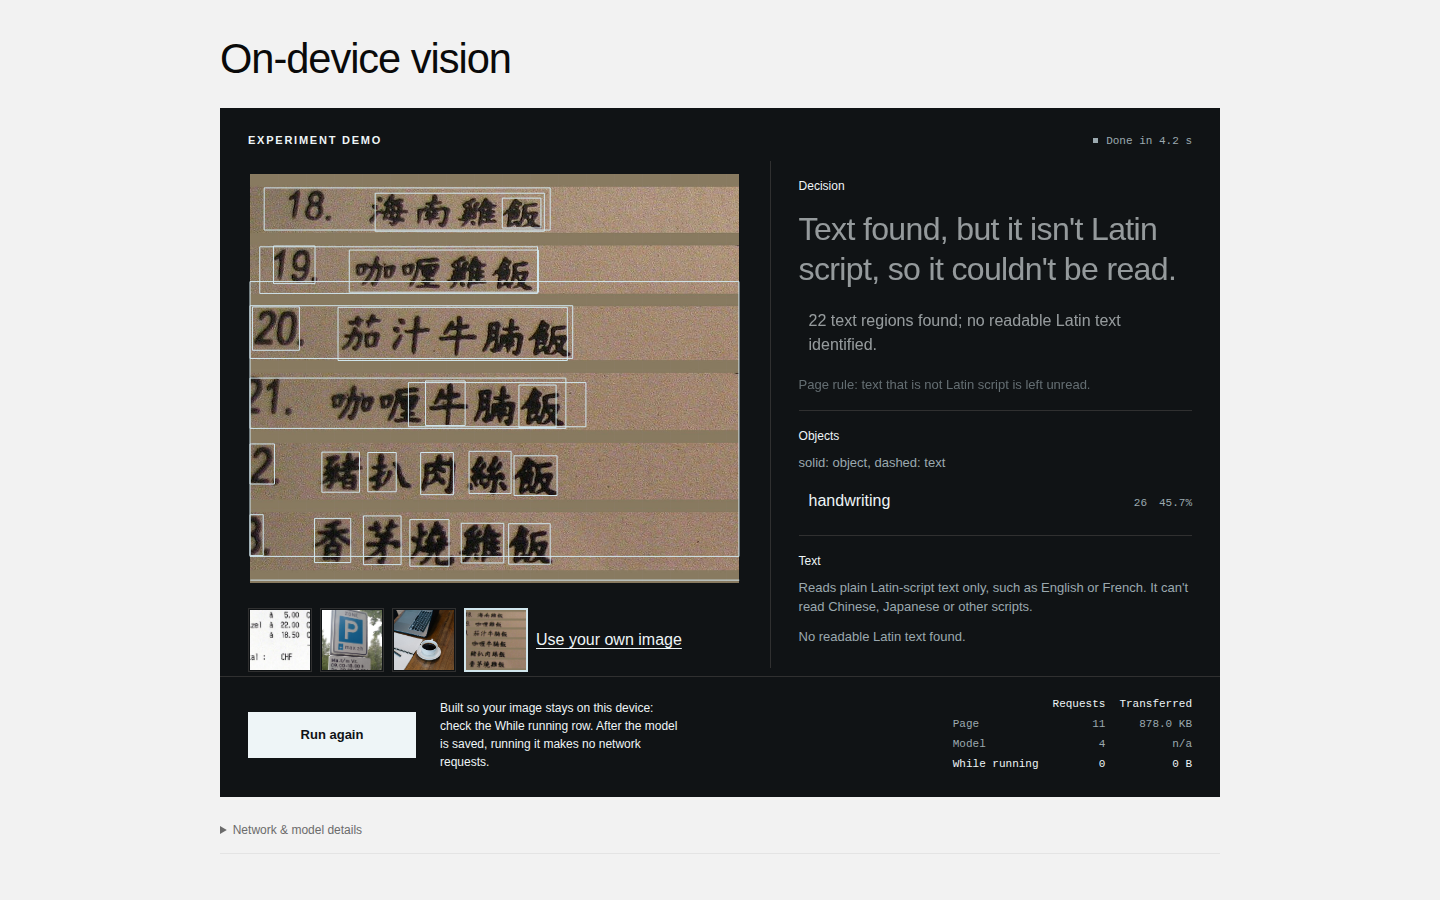 On-device vision
EXPERIMENT DEMO
Done in 4.2 s
18. 海南雞飯
19. 咖喱雞飯
20. 茄汁牛腩飯
21. 咖喱牛腩飯
2. 豬扒肉絲飯
3. 香茅燒雞飯
Use your own image
Decision
Text found, but it isn't Latin
script, so it couldn't be read.
22 text regions found; no readable Latin text
identified.
Page rule: text that is not Latin script is left unread.
Objects
solid: object, dashed: text
handwriting 26 45.7%
Text
Reads plain Latin-script text only, such as English or French. It can't
read Chinese, Japanese or other scripts.
No readable Latin text found.
Run again
Built so your image stays on this device:
check the While running row. After the model
is saved, running it makes no network
requests.
Requests Transferred
Page 11 878.0 KB
Model 4 n/a
While running 0 0 B
Network & model details